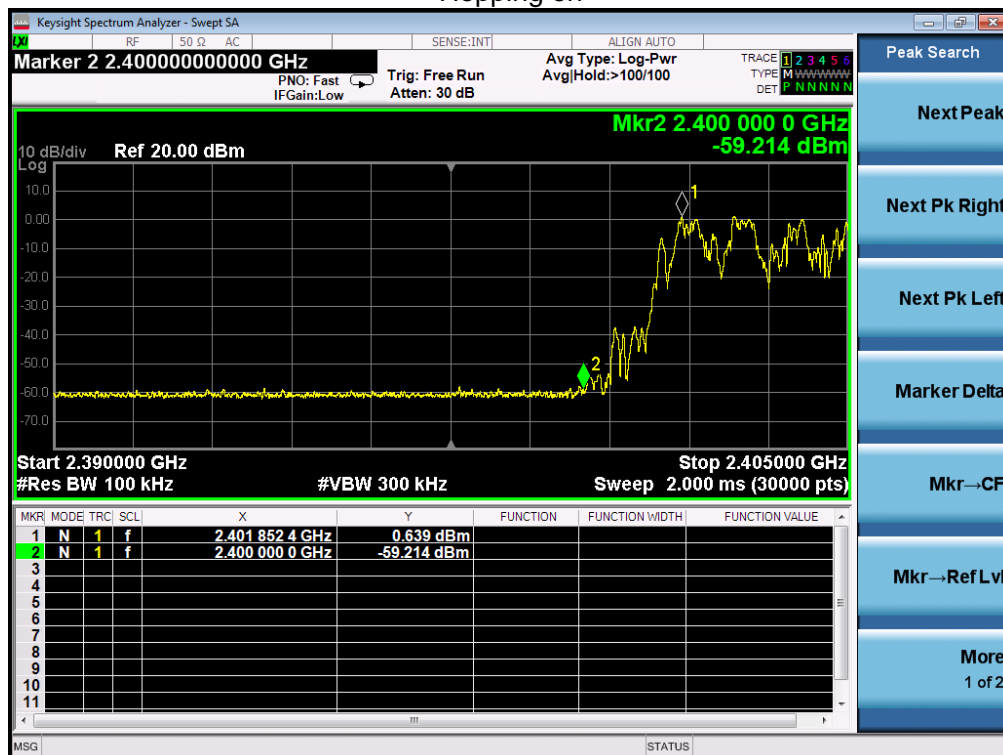 Hopping on
Keysight Spectrum Analyzer - Swept SA
LXI RF 50 Ω AC SENSE:INT ALIGN AUTO
Marker 2 2.400000000000 GHz
PNO: Fast
IFGain:Low
Trig: Free Run
Atten: 30 dB
Avg Type: Log-Pwr
Avg|Hold:>100/100
TRACE 1 2 3 4 5 6
TYPE M WWWWW
DET P N N N N N
Mkr2 2.400 000 0 GHz
-59.214 dBm
10 dB/div Ref 20.00 dBm
Log
10.0
0.00
-10.0
-20.0
-30.0
-40.0
-50.0
-60.0
-70.0
1
2
Start 2.390000 GHz Stop 2.405000 GHz
#Res BW 100 kHz #VBW 300 kHz Sweep 2.000 ms (30000 pts)
MKR MODE TRC SCL X Y FUNCTION FUNCTION WIDTH FUNCTION VALUE
1 N 1 f 2.401 852 4 GHz 0.639 dBm
2 N 1 f 2.400 000 0 GHz -59.214 dBm
3
4
5
6
7
8
9
10
11
MSG STATUS
Peak Search
Next Peak
Next Pk Right
Next Pk Left
Marker Delta
Mkr→CF
Mkr→Ref Lvl
More
1 of 2